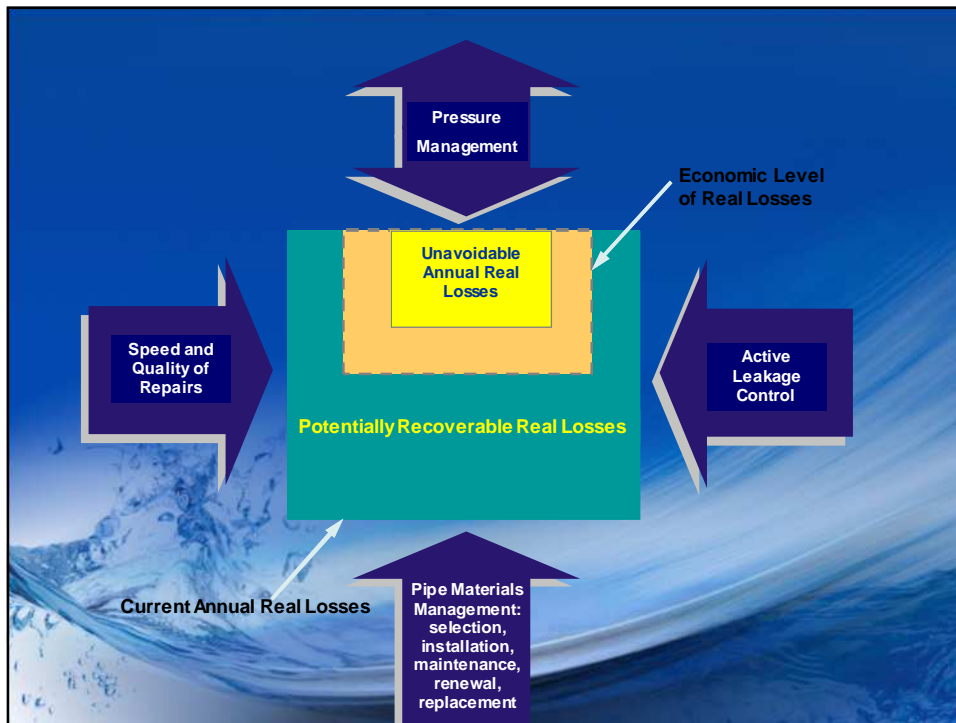 Pressure
Management
Economic Level
of Real Losses
Unavoidable
Annual Real
Losses
Speed and
Quality of
Repairs
Active
Leakage
Control
Potentially Recoverable Real Losses
Current Annual Real Losses
Pipe Materials
Management:
selection,
installation,
maintenance,
renewal,
replacement